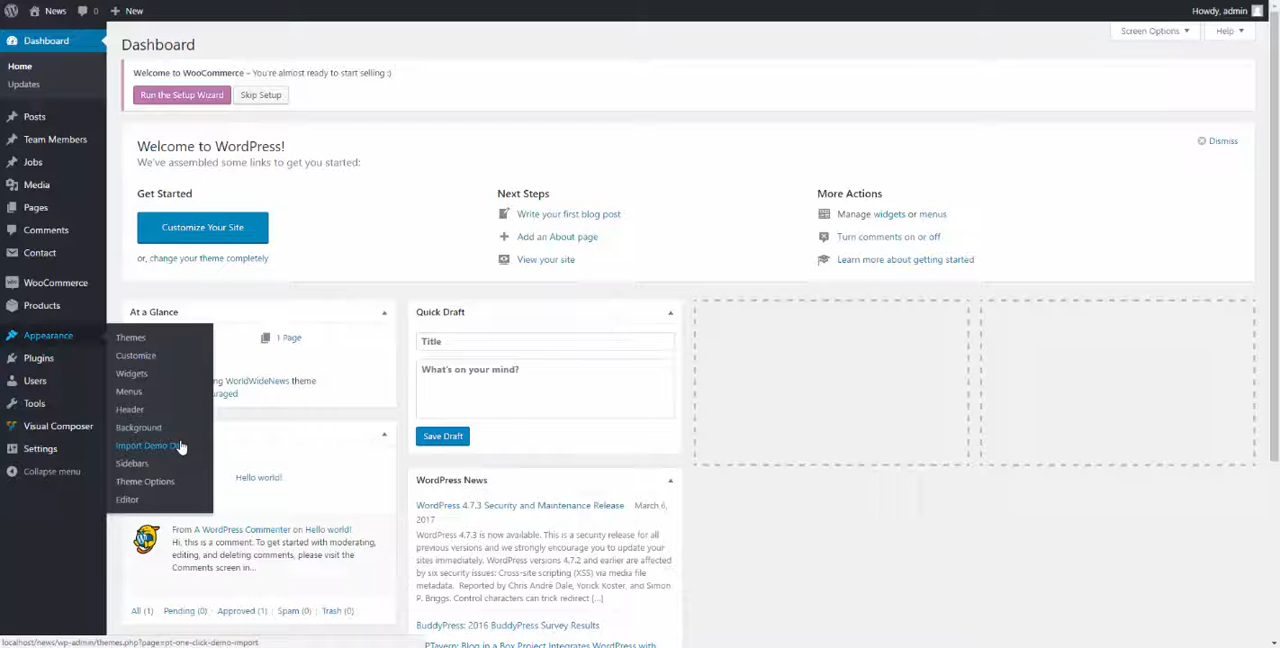 News 0 New Howdy, admin
Dashboard
Home
Updates
Posts
Team Members
Jobs
Media
Pages
Comments
Contact
WooCommerce
Products
Appearance
Plugins
Users
Tools
Visual Composer
Settings
Collapse menu
Themes
Customize
Widgets
Menus
Header
Background
Import Demo
Sidebars
Theme Options
Editor
Dashboard
Screen Options Help
Welcome to WooCommerce – You're almost ready to start selling :)
Run the Setup Wizard Skip Setup
Welcome to WordPress!
We've assembled some links to get you started:
Dismiss
Get Started
Customize Your Site
or, change your theme completely
Next Steps
Write your first blog post
Add an About page
View your site
More Actions
Manage widgets or menus
Turn comments on or off
Learn more about getting started
At a Glance
1 Page
WorldWideNews theme
Hello world!
From A WordPress Commenter on Hello world!
Hi, this is a comment. To get started with moderating,
editing, and deleting comments, please visit the
Comments screen in...
All (1) Pending (0) Approved (1) Spam (0) Trash (0)
Quick Draft
Title
What's on your mind?
Save Draft
WordPress News
WordPress 4.7.3 Security and Maintenance Release March 6,
2017
WordPress 4.7.3 is now available. This is a security release for all
previous versions and we strongly encourage you to update your
sites immediately. WordPress versions 4.7.2 and earlier are affected
by six security issues: Cross-site scripting (XSS) via media file
metadata. Reported by Chris André Dale, Yorick Koster, and Simon
P. Briggs. Control characters can trick redirect [...]
BuddyPress: 2016 BuddyPress Survey Results
PTavern: Blog in a Box Project Integrates WordPress with
localhost/news/wp-admin/themes.php?page=pt-one-click-demo-import